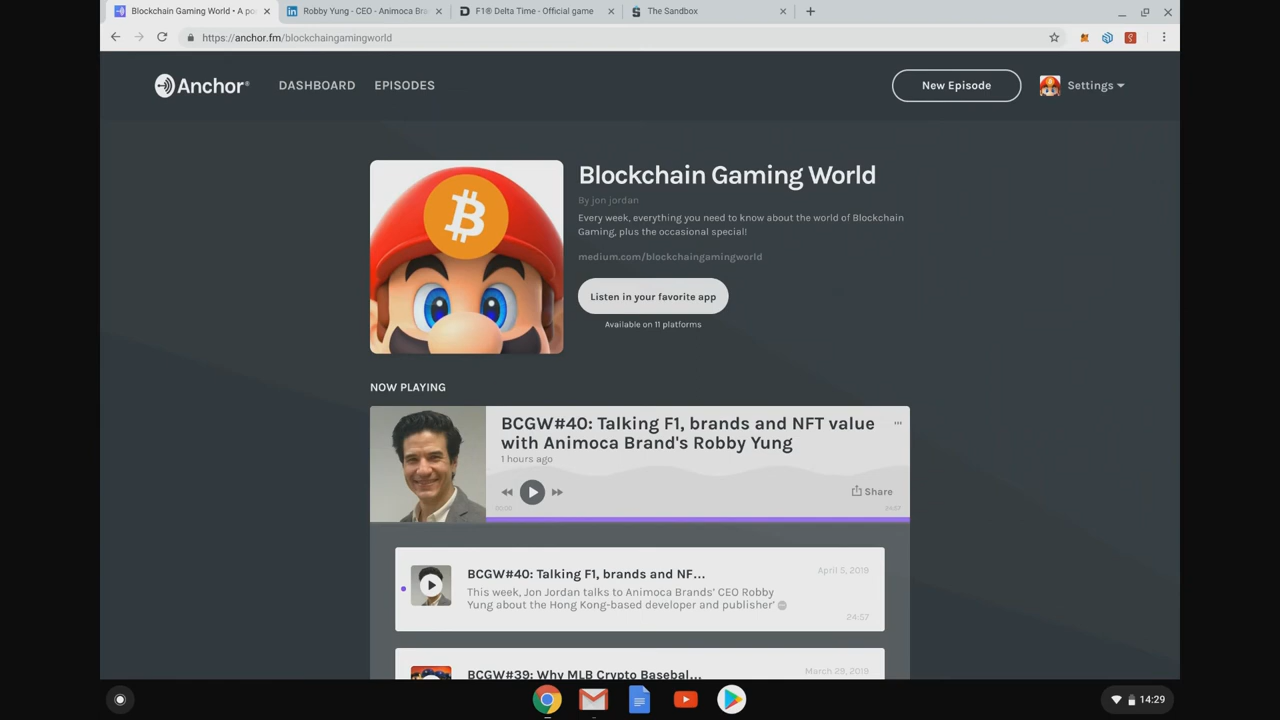 Blockchain Gaming World • A po
Robby Yung - CEO - Animoca Bra
F1® Delta Time - Official game
The Sandbox
https://anchor.fm/blockchaingamingworld
Anchor®
DASHBOARD
EPISODES
New Episode
Settings
Blockchain Gaming World
By jon jordan
Every week, everything you need to know about the world of Blockchain
Gaming, plus the occasional special!
medium.com/blockchaingamingworld
Listen in your favorite app
Available on 11 platforms
NOW PLAYING
BCGW#40: Talking F1, brands and NFT value
with Animoca Brand's Robby Yung
1 hours ago
Share
00:00
24:57
BCGW#40: Talking F1, brands and NF...
April 5, 2019
This week, Jon Jordan talks to Animoca Brands' CEO Robby
Yung about the Hong Kong-based developer and publisher'
24:57
BCGW#39: Why MLB Crypto Basebal...
March 29, 2019
14:29